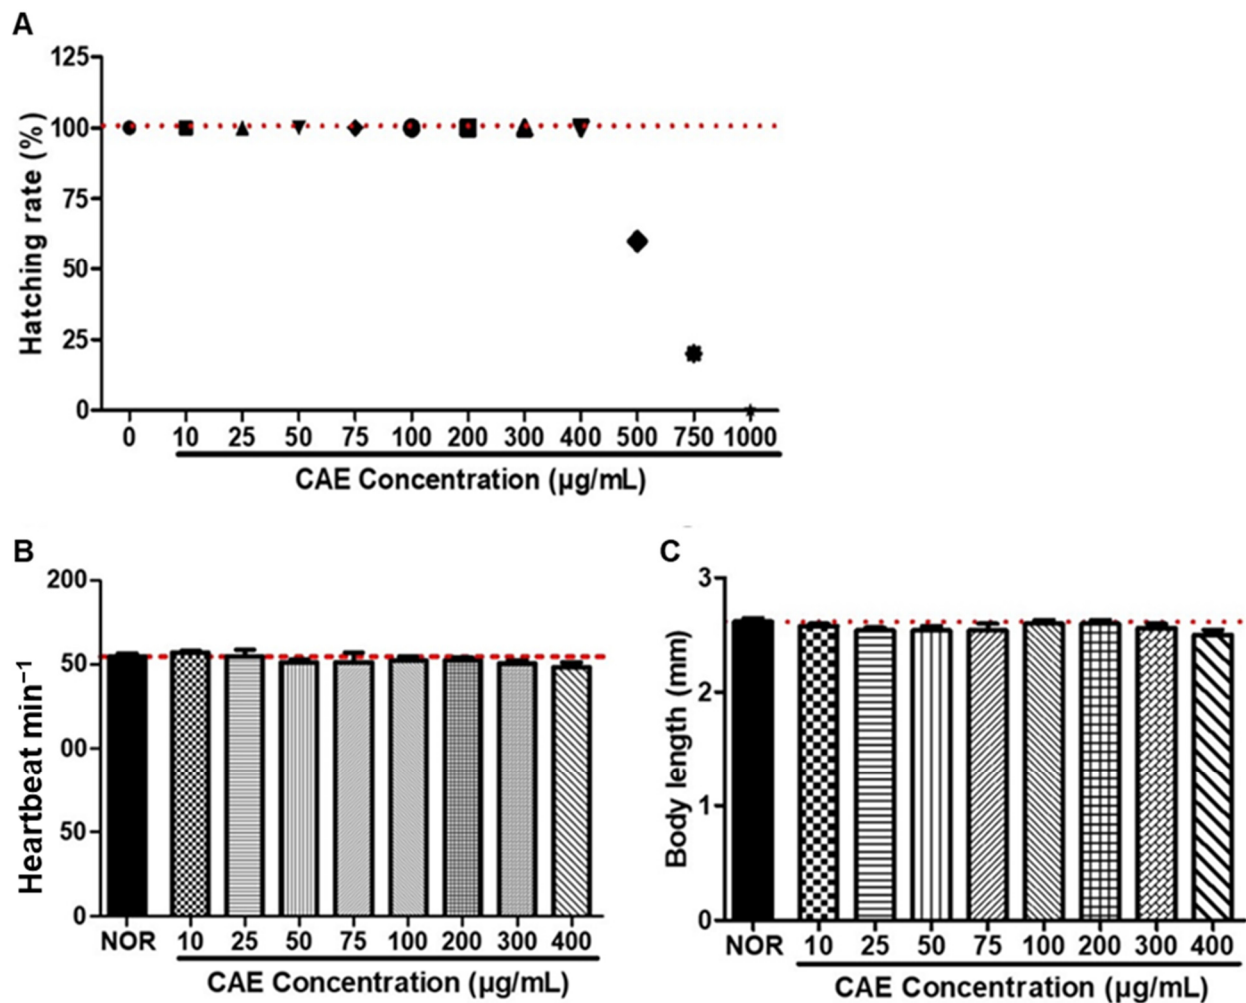 A
125
100
75
50
25
0
Hatching rate (%)
0 10 25 50 75 100 200 300 400 500 750 1000
CAE Concentration (µg/mL)
B
200
50
00
50
0
Heartbeat min⁻¹
NOR 10 25 50 75 100 200 300 400
CAE Concentration (µg/mL)
C
3
2
1
0
Body length (mm)
NOR 10 25 50 75 100 200 300 400
CAE Concentration (µg/mL)